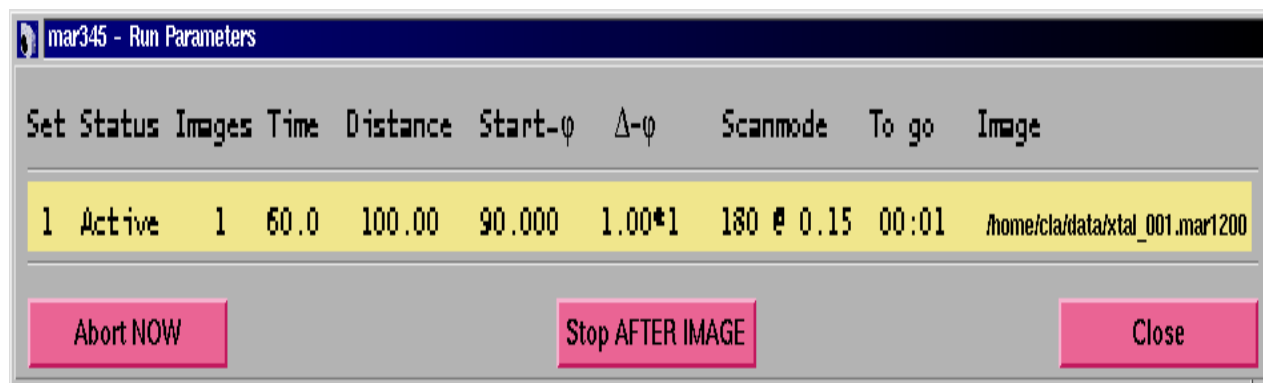 mar345 - Run Parameters
Set Status Images Time Distance Start-φ Δ-φ Scanmode To go Image
1 Active 1 60.0 100.00 90.000 1.00*1 180 @ 0.15 00:01 /home/cla/data/xtal_001.mar1200
Abort NOW Stop AFTER IMAGE Close